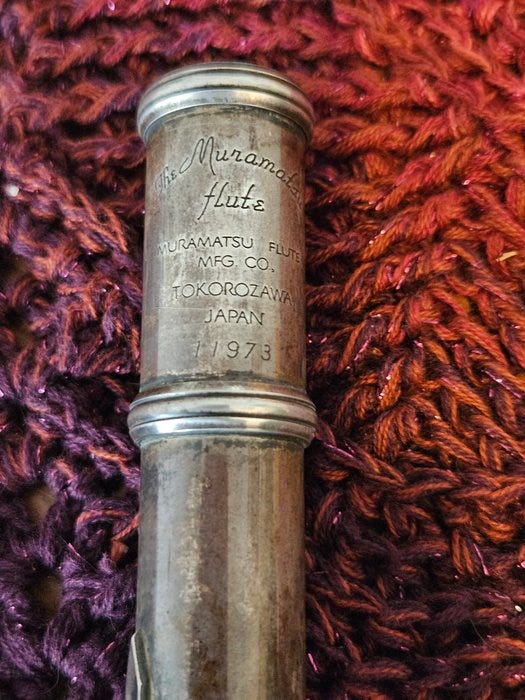 The Muramatsu
flute
MURAMATSU FLUTE
MFG. CO.,
TOKOROZAWA
JAPAN
11973